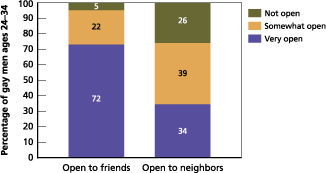 Percentage of gay men ages 24–34
100
90
80
70
60
50
40
30
20
10
0
5
22
72
26
39
34
Open to friends
Open to neighbors
Not open
Somewhat open
Very open